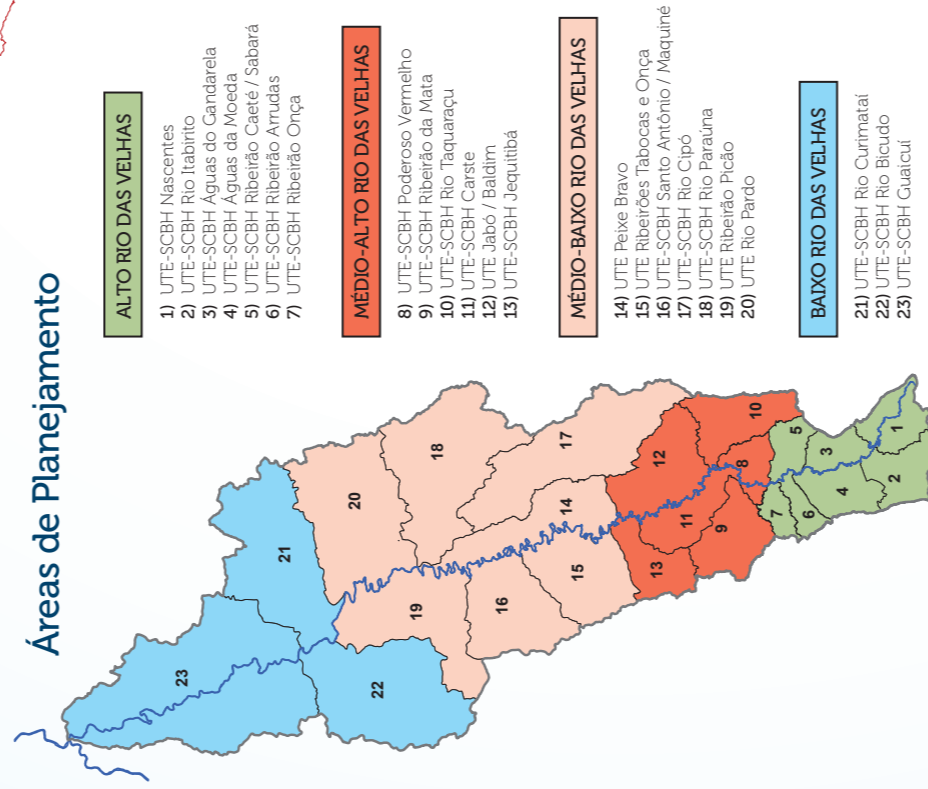 Áreas de Planejamento
ALTO RIO DAS VELHAS
1) UTE-SCBH Nascentes
2) UTE-SCBH Rio Itabirito
3) UTE-SCBH Águas do Gandarela
4) UTE-SCBH Águas da Moeda
5) UTE-SCBH Ribeirão Caeté / Sabará
6) UTE-SCBH Ribeirão Arrudas
7) UTE-SCBH Ribeirão Onça
MÉDIO-ALTO RIO DAS VELHAS
8) UTE-SCBH Poderoso Vermelho
9) UTE-SCBH Ribeirão da Mata
10) UTE-SCBH Rio Taquaraçu
11) UTE-SCBH Carste
12) UTE Jabó / Baldim
13) UTE-SCBH Jequitibá
MÉDIO-BAIXO RIO DAS VELHAS
14) UTE Peixe Bravo
15) UTE Ribeirões Tabocas e Onça
16) UTE-SCBH Santo Antônio / Maquiné
17) UTE-SCBH Rio Cipó
18) UTE-SCBH Rio Paraúna
19) UTE Ribeirão Picão
20) UTE Rio Pardo
BAIXO RIO DAS VELHAS
21) UTE-SCBH Rio Curimataí
22) UTE-SCBH Rio Bicudo
23) UTE-SCBH Guaicuí
23
21
22
20
19
18
16
17
14
15
12
13
11
10
9
8
7
5
6
3
4
1
2